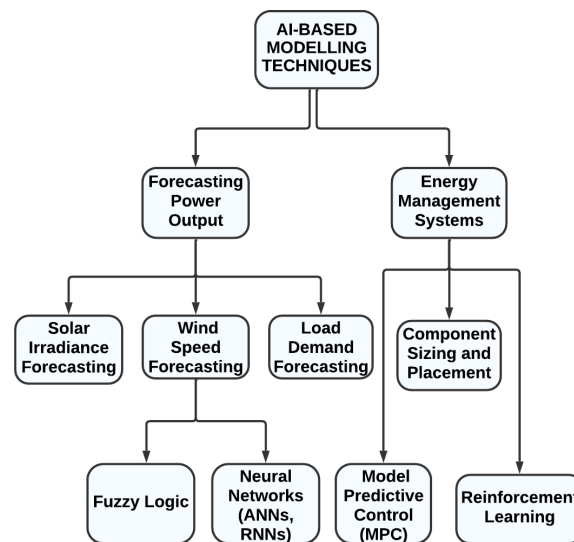 AI-BASED
MODELLING
TECHNIQUES
Forecasting
Power
Output
Energy
Management
Systems
Solar
Irradiance
Forecasting
Wind
Speed
Forecasting
Load
Demand
Forecasting
Component
Sizing and
Placement
Fuzzy Logic
Neural
Networks
(ANNs,
RNNs)
Model
Predictive
Control
(MPC)
Reinforcement
Learning